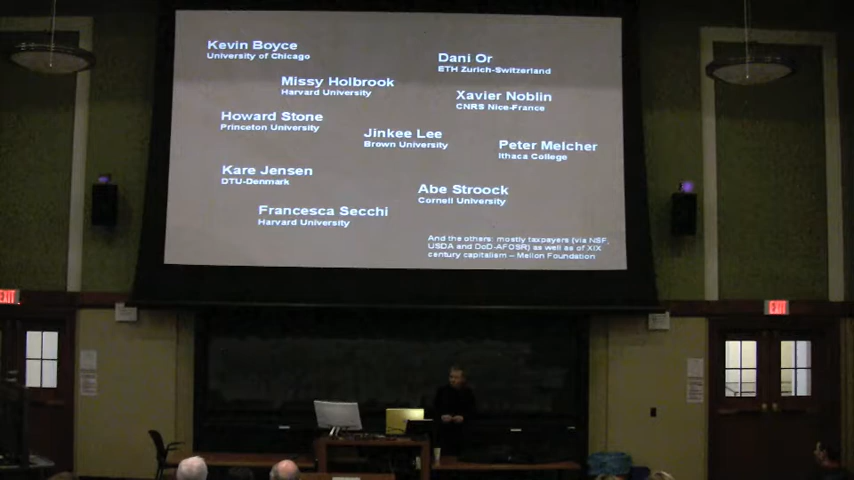 Kevin Boyce
University of Chicago
Dani Or
ETH Zurich-Switzerland
Missy Holbrook
Harvard University
Xavier Noblin
CNRS Nice-France
Howard Stone
Princeton University
Jinkee Lee
Brown University
Peter Melcher
Ithaca College
Kare Jensen
DTU-Denmark
Abe Stroock
Cornell University
Francesca Secchi
Harvard University
And the others: mostly taxpayers (via NSF,
USDA and DoD-AFOSR) as well as of XIX
century capitalism – Mellon Foundation
EXIT
EXIT